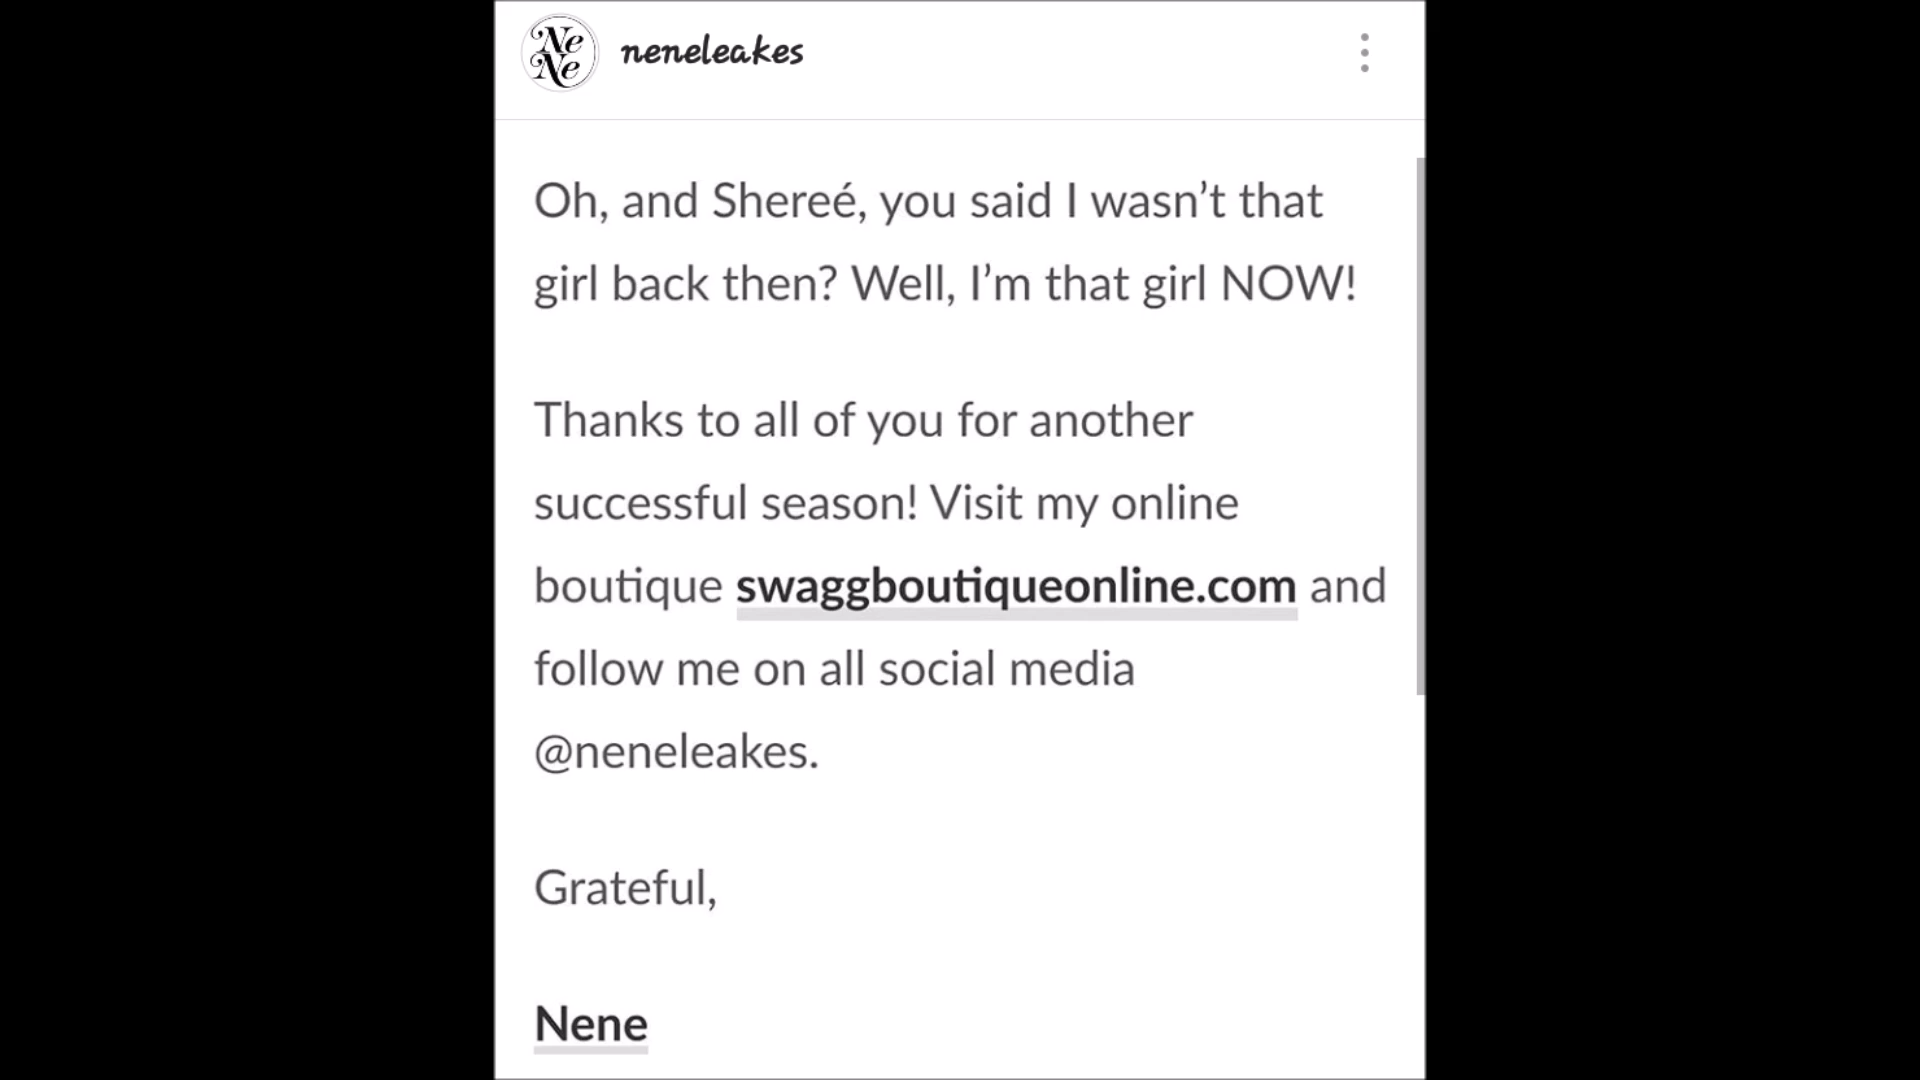 Ne
Ne
neneleakes
Oh, and Shereé, you said I wasn’t that
girl back then? Well, I’m that girl NOW!
Thanks to all of you for another
successful season! Visit my online
boutique swaggboutiqueonline.com and
follow me on all social media
@neneleakes.
Grateful,
Nene